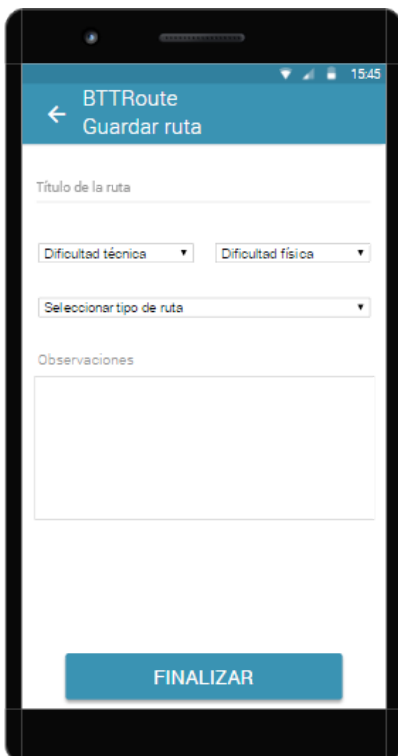 15:45
BTTRoute
Guardar ruta
Título de la ruta
Dificultad técnica Dificultad física
Seleccionar tipo de ruta
Observaciones
FINALIZAR